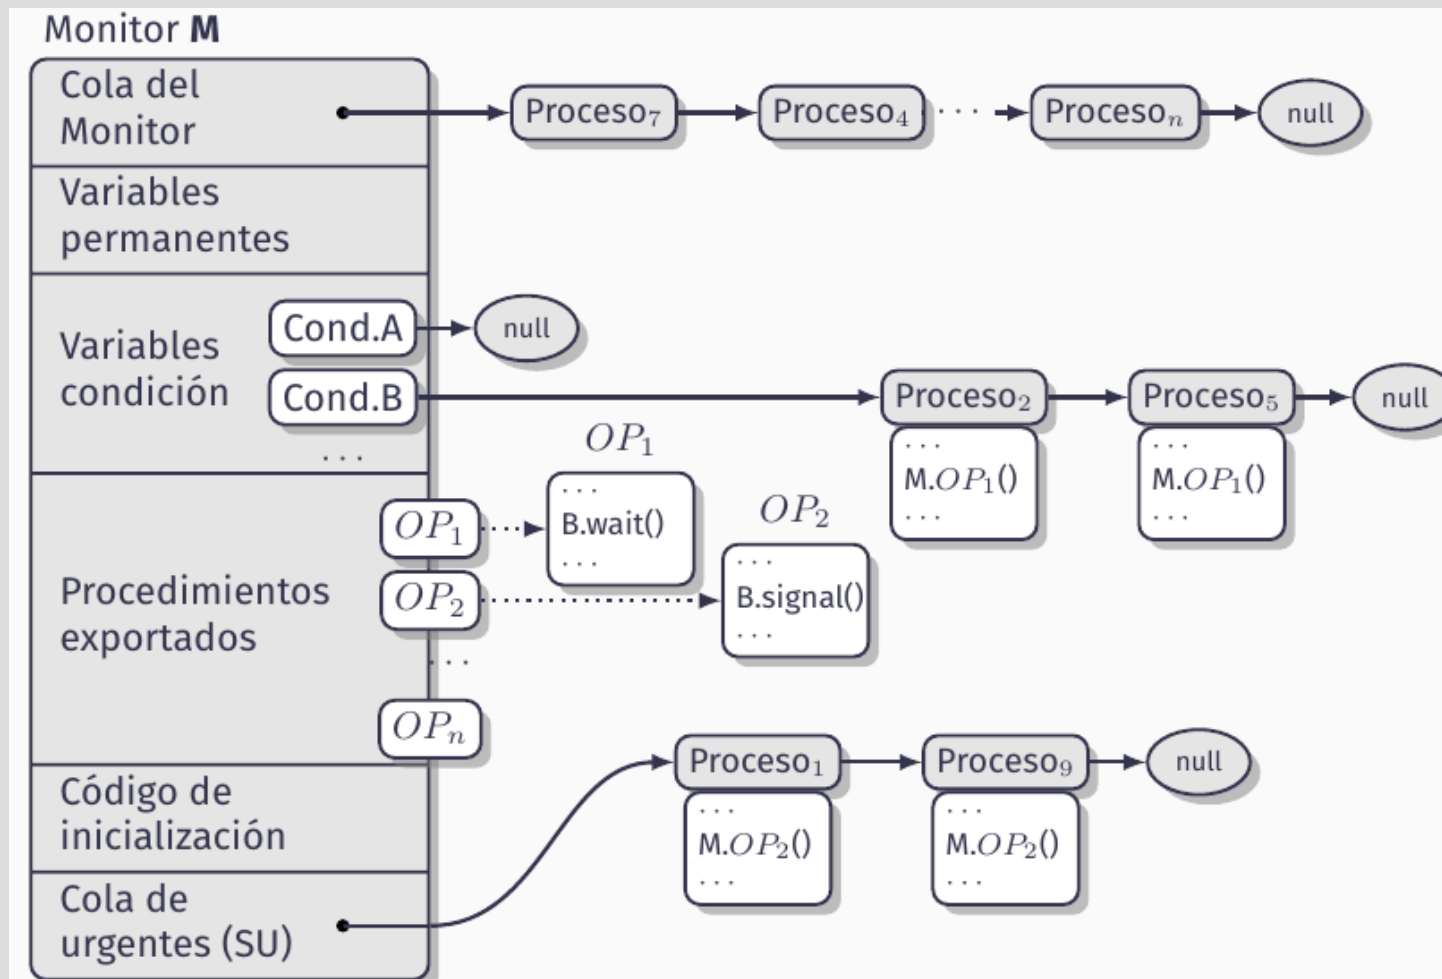 Monitor M
Cola del
Monitor
Proceso₇
Proceso₄
...
Procesoₙ
null
Variables
permanentes
Variables
condición
Cond.A
null
Cond.B
Proceso₂
...
M.OP₁()
...
Proceso₅
...
M.OP₁()
...
null
...
Procedimientos
exportados
OP₁
OP₁
...
B.wait()
...
OP₂
OP₂
...
B.signal()
...
...
OPₙ
Código de
inicialización
Cola de
urgentes (SU)
Proceso₁
...
M.OP₂()
...
Proceso₉
...
M.OP₂()
...
null